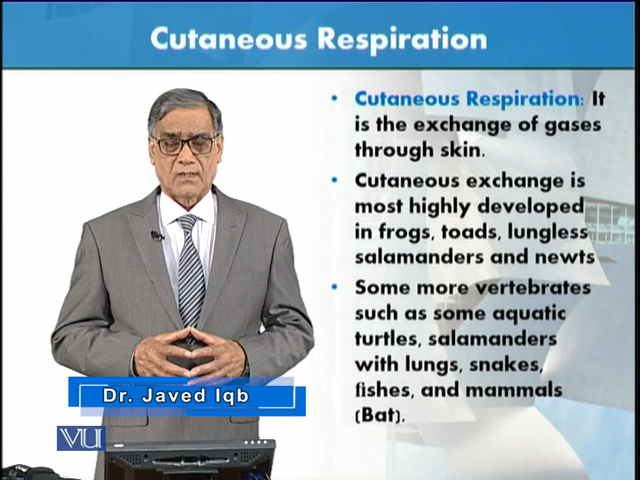 Cutaneous Respiration
• Cutaneous Respiration: It
is the exchange of gases
through skin.
• Cutaneous exchange is
most highly developed
in frogs, toads, lungless
salamanders and newts
• Some more vertebrates
such as some aquatic
turtles, salamanders
with lungs, snakes,
fishes, and mammals
(Bat).
Dr. Javed Iqb
VU